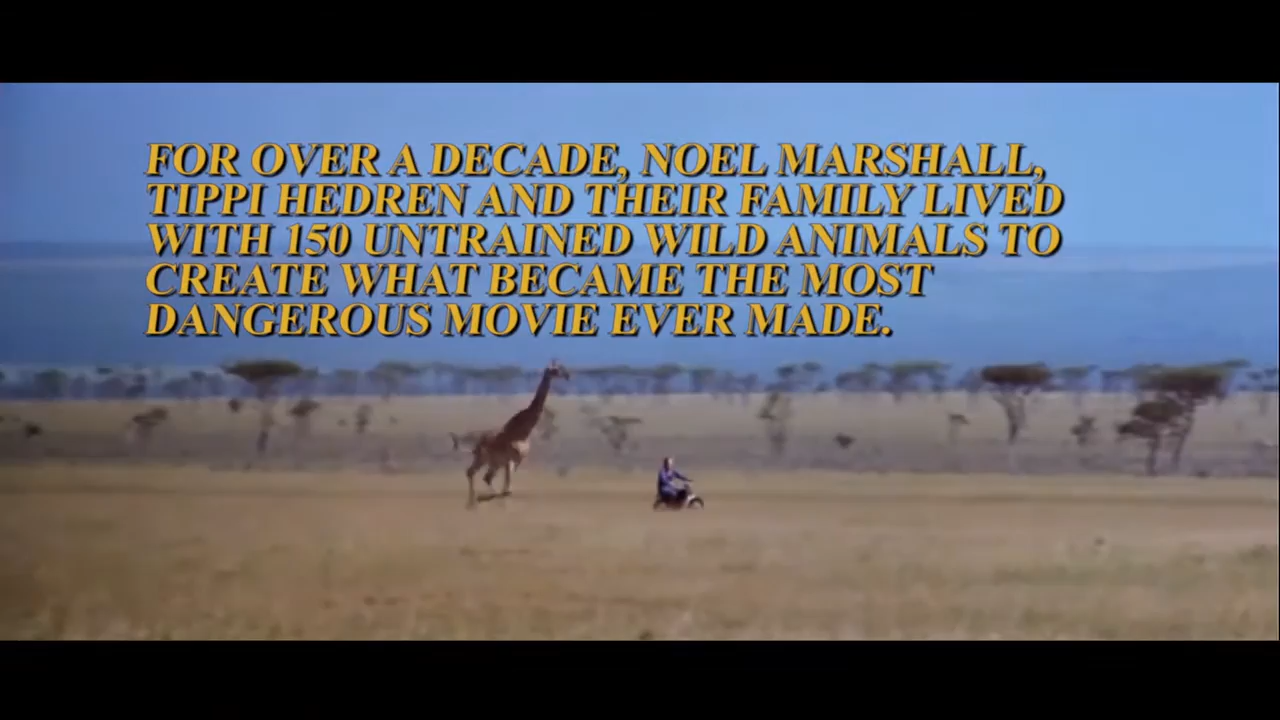 FOR OVER A DECADE, NOEL MARSHALL,
TIPPI HEDREN AND THEIR FAMILY LIVED
WITH 150 UNTRAINED WILD ANIMALS TO
CREATE WHAT BECAME THE MOST
DANGEROUS MOVIE EVER MADE.